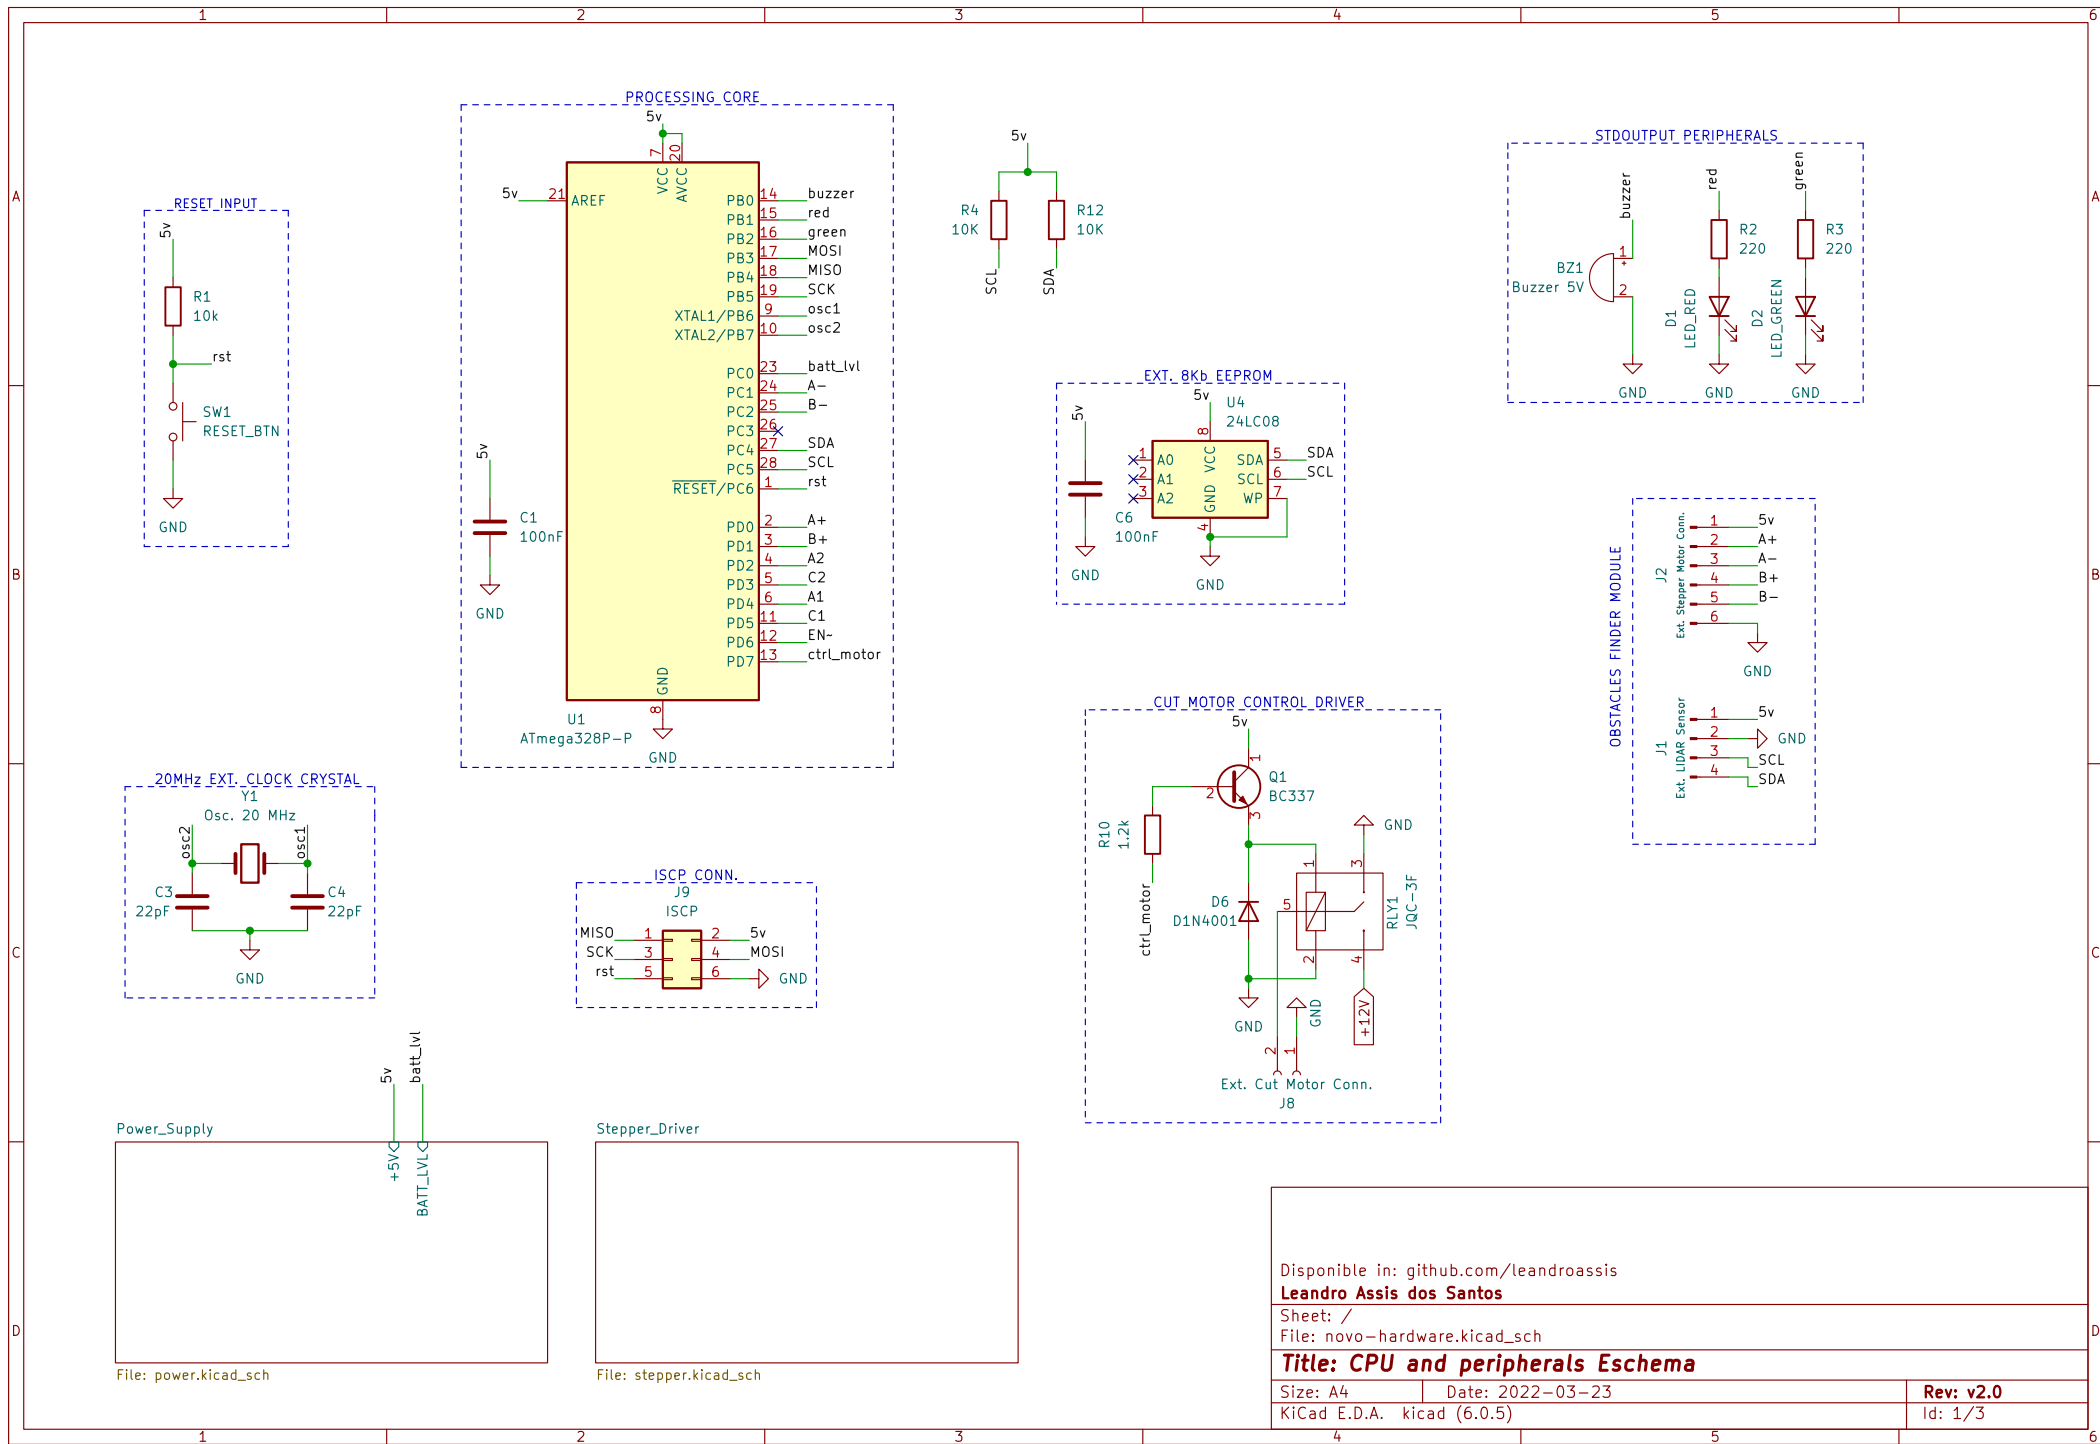 1 2 3 4 5 6
A
B
C
D
A
B
C
D
RESET INPUT
5v
R1
10k
rst
SW1
RESET_BTN
GND
PROCESSING CORE
5v
7 20
VCC AVCC
5v 21 AREF
PB0 14 buzzer
PB1 15 red
PB2 16 green
PB3 17 MOSI
PB4 18 MISO
PB5 19 SCK
XTAL1/PB6 9 osc1
XTAL2/PB7 10 osc2
PC0 23 batt_lvl
PC1 24 A-
PC2 25 B-
PC3 26
PC4 27 SDA
PC5 28 SCL
RESET/PC6 1 rst
PD0 2 A+
PD1 3 B+
PD2 4 A2
PD3 5 C2
PD4 6 A1
PD5 11 C1
PD6 12 EN~
PD7 13 ctrl_motor
GND
8
U1
ATmega328P-P
GND
5v
C1
100nF
GND
5v
R4
10K
R12
10K
SCL
SDA
STDOUTPUT PERIPHERALS
buzzer
red
green
BZ1
Buzzer 5V
1
+
2
R2
220
R3
220
D1
LED_RED
D2
LED_GREEN
GND
GND
GND
EXT. 8Kb EEPROM
5v
5v
U4
24LC08
8
1 A0 VCC SDA 5 SDA
2 A1 SCL 6 SCL
3 A2 GND WP 7
4
C6
100nF
GND
GND
OBSTACLES FINDER MODULE
J2
Ext. Stepper Motor Conn.
1 5v
2 A+
3 A-
4 B+
5 B-
6
GND
J1
Ext. LIDAR Sensor
1 5v
2 GND
3 SCL
4 SDA
CUT MOTOR CONTROL DRIVER
5v
1
2
3
Q1
BC337
R10
1.2k
ctrl_motor
D6
D1N4001
GND
1 3
5
2 4
RLY1
JQC-3F
GND
GND
+12V
2 1
Ext. Cut Motor Conn.
J8
20MHz EXT. CLOCK CRYSTAL
Y1
Osc. 20 MHz
osc2
osc1
C3
22pF
C4
22pF
GND
ISCP CONN.
J9
ISCP
MISO 1 2 5v
SCK 3 4 MOSI
rst 5 6 GND
5v
batt_lvl
Power_Supply
+5V
BATT_LVL
File: power.kicad_sch
Stepper_Driver
File: stepper.kicad_sch
Disponible in: github.com/leandroassis
Leandro Assis dos Santos
Sheet: /
File: novo-hardware.kicad_sch
Title: CPU and peripherals Eschema
Size: A4 Date: 2022-03-23 Rev: v2.0
KiCad E.D.A. kicad (6.0.5) Id: 1/3
1 2 3 4 5 6